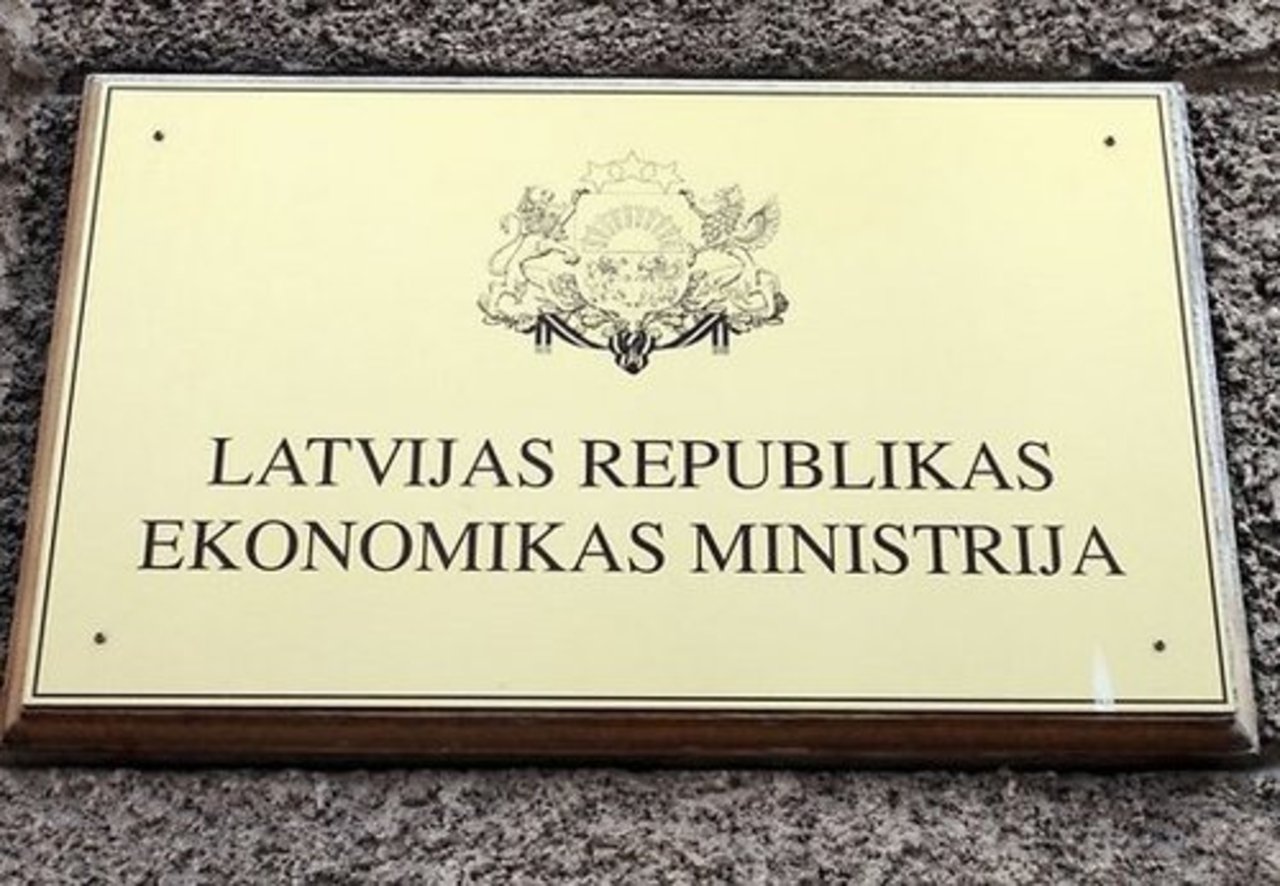 LATVIJAS REPUBLIKAS
EKONOMIKAS MINISTRIJA